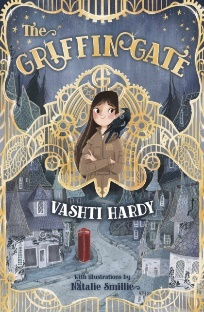 The
GRIFFIN GATE
VASHTI HARDY
With illustrations by
Natalie Smillie